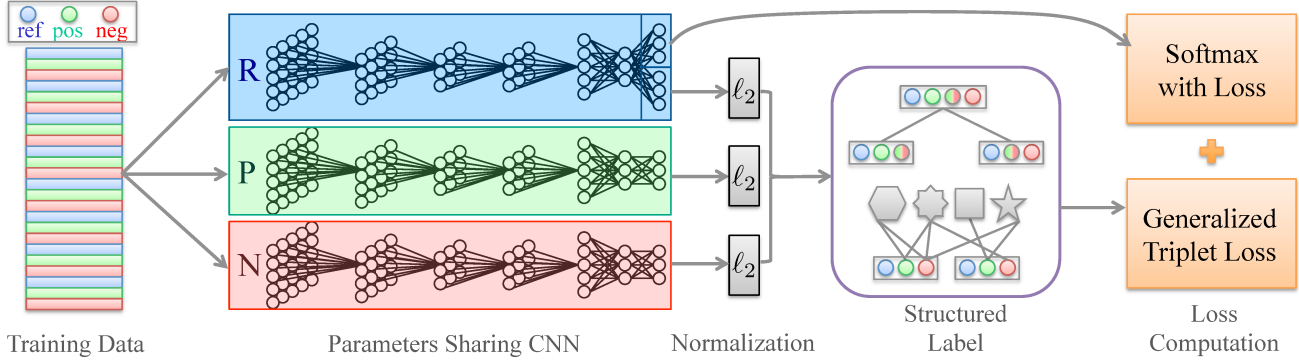 ref pos neg
R
P
N
ℓ2
ℓ2
ℓ2
Softmax
with Loss
Generalized
Triplet Loss
Training Data
Parameters Sharing CNN
Normalization
Structured
Label
Loss
Computation